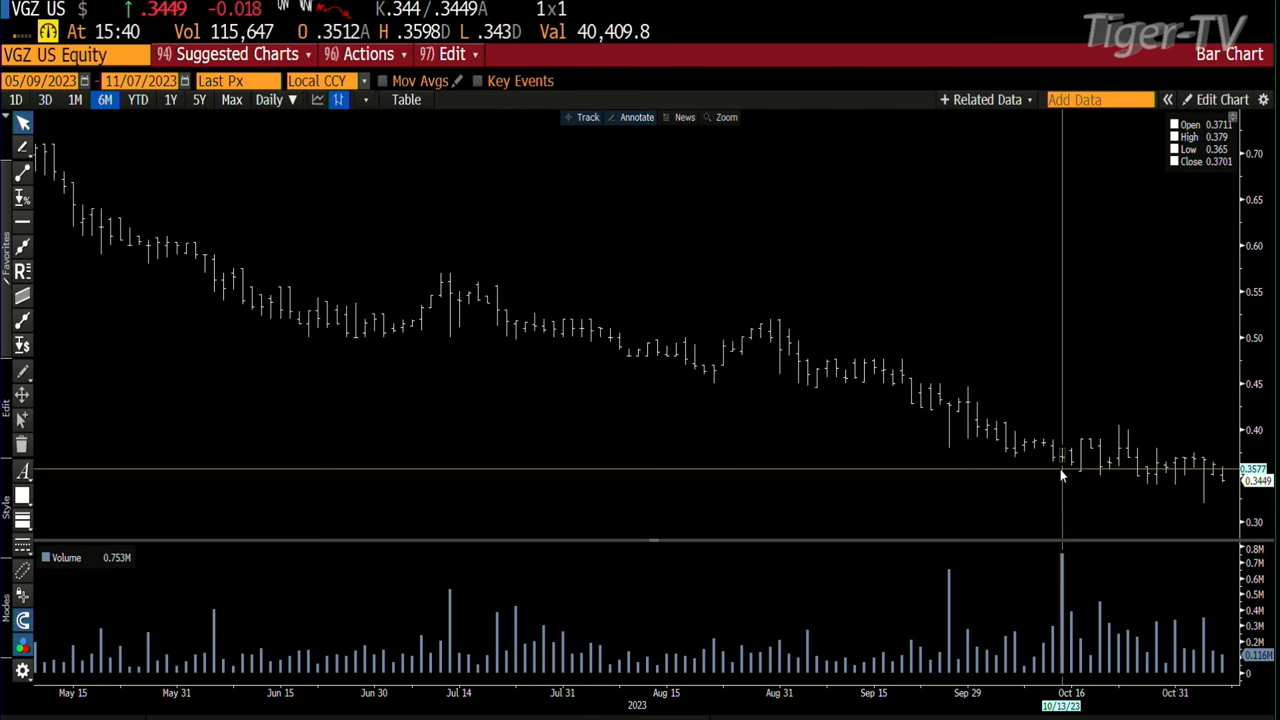 VGZ US $ ↑ .3449 -0.018 K.344 / .3449A 1x1
At 15:40 Vol 115,647 O .3512A H .3598D L .343D Val 40,409.8
Tiger-TV
VGZ US Equity 94) Suggested Charts 96) Actions 97) Edit Bar Chart
05/09/2023 - 11/07/2023 Last Px Local CCY Mov Avgs Key Events
1D 3D 1M 6M YTD 1Y 5Y Max Daily ▼ Table + Related Data Add Data « Edit Chart
Track Annotate News Zoom
Open 0.3711
High 0.379
Low 0.365
Close 0.3701
0.70
0.65
0.60
0.55
0.50
0.45
0.40
0.3577
0.3449
0.30
Favorites
Edit
Style
Modes
Volume 0.753M
0.8M
0.7M
0.6M
0.5M
0.4M
0.3M
0.2M
0.116M
0
May 15 May 31 Jun 15 Jun 30 Jul 14 Jul 31 Aug 15 Aug 31 Sep 15 Sep 29 Oct 16 Oct 31
2023
10/13/23